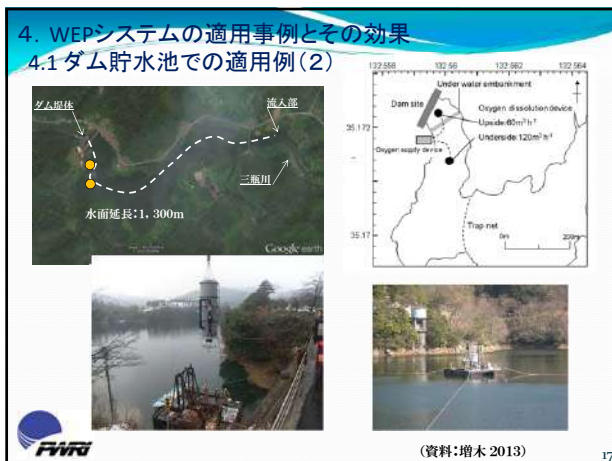 4. WEPシステムの適用事例とその効果
4.1ダム貯水池での適用例(2)
ダム堤体
流入部
三瓶川
水面延長:1,300m
Google earth
132.558
132.56
132.562
132.564
Under water embankment
Dam site
Oxygen dissolution device
Upside:60m³h⁻¹
Underside:120m³h⁻¹
35.172
Oxygen supply device
Trap net
35.17
0m
200m
PWRI
(資料:増木 2013)
17